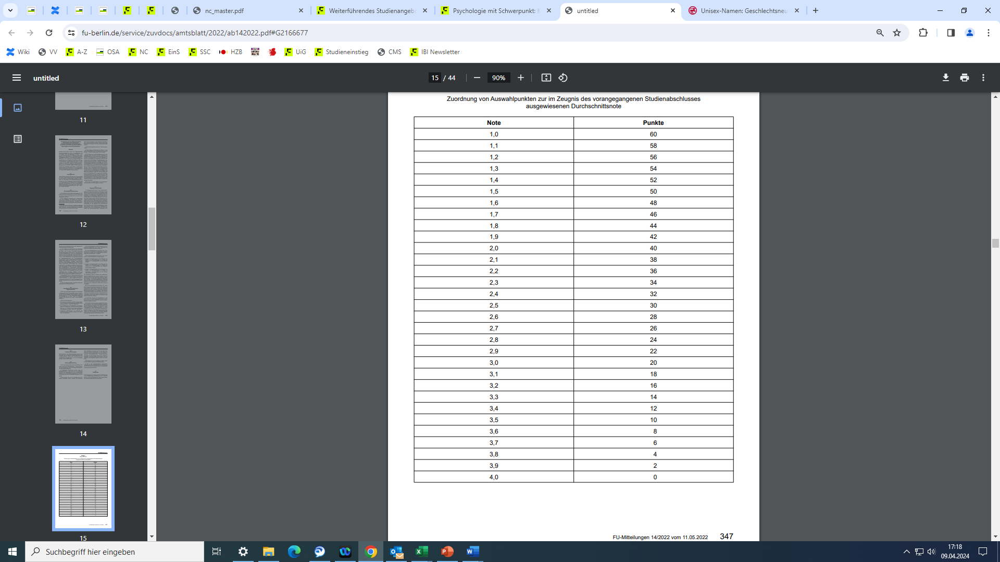 nc_master.pdf
Weiterführendes Studienangebo
Psychologie mit Schwerpunkt: K
untitled
Unisex-Namen: Geschlechtsneu
fu-berlin.de/service/zuvdocs/amtsblatt/2022/ab142022.pdf#G2166677
Wiki VV A-Z OSA NC EinS SSC HZB UiG Studieneinstieg CMS IBI Newsletter
untitled
15 / 44
90%
11
12
13
14
15
Zuordnung von Auswahlpunkten zur im Zeugnis des vorangegangenen Studienabschlusses
ausgewiesenen Durchschnittsnote
Note Punkte
1,0 60
1,1 58
1,2 56
1,3 54
1,4 52
1,5 50
1,6 48
1,7 46
1,8 44
1,9 42
2,0 40
2,1 38
2,2 36
2,3 34
2,4 32
2,5 30
2,6 28
2,7 26
2,8 24
2,9 22
3,0 20
3,1 18
3,2 16
3,3 14
3,4 12
3,5 10
3,6 8
3,7 6
3,8 4
3,9 2
4,0 0
FU-Mitteilungen 14/2022 vom 11.05.2022 347
Suchbegriff hier eingeben
17:18
09.04.2024